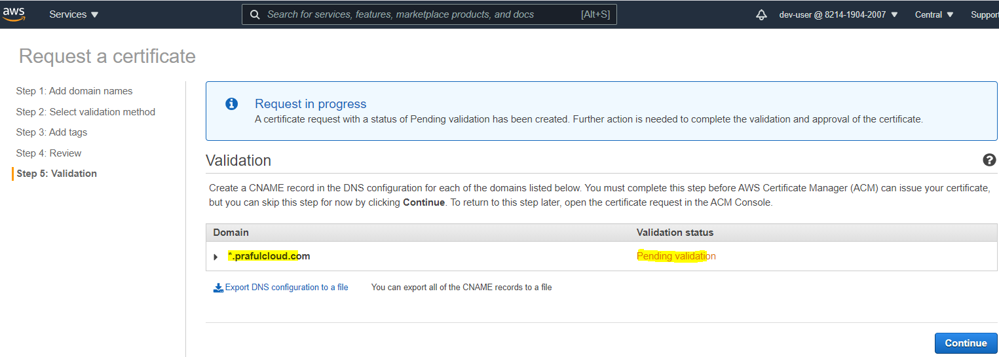 aws Services Search for services, features, marketplace products, and docs [Alt+S] dev-user @ 8214-1904-2007 Central Support
Request a certificate
Step 1: Add domain names
Step 2: Select validation method
Step 3: Add tags
Step 4: Review
Step 5: Validation
Request in progress
A certificate request with a status of Pending validation has been created. Further action is needed to complete the validation and approval of the certificate.
Validation
Create a CNAME record in the DNS configuration for each of the domains listed below. You must complete this step before AWS Certificate Manager (ACM) can issue your certificate,
but you can skip this step for now by clicking Continue. To return to this step later, open the certificate request in the ACM Console.
Domain Validation status
*.prafulcloud.com Pending validation
Export DNS configuration to a file You can export all of the CNAME records to a file
Continue